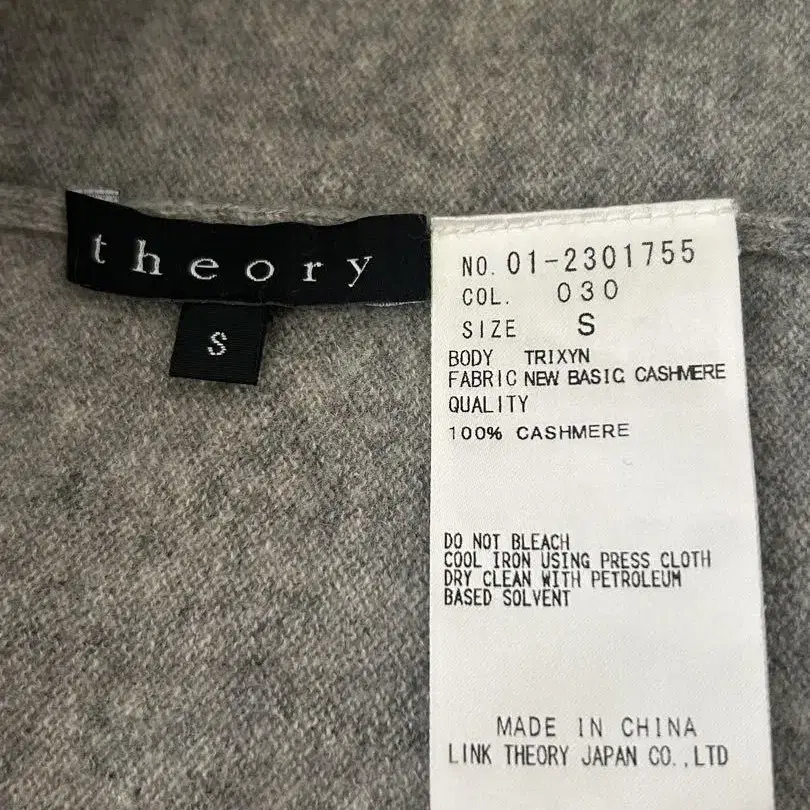 theory
S
NO. 01-2301755
COL. 030
SIZE S
BODY TRIXYN
FABRIC NEW BASIC CASHMERE
QUALITY
100% CASHMERE
DO NOT BLEACH
COOL IRON USING PRESS CLOTH
DRY CLEAN WITH PETROLEUM
BASED SOLVENT
MADE IN CHINA
LINK THEORY JAPAN CO.,LTD